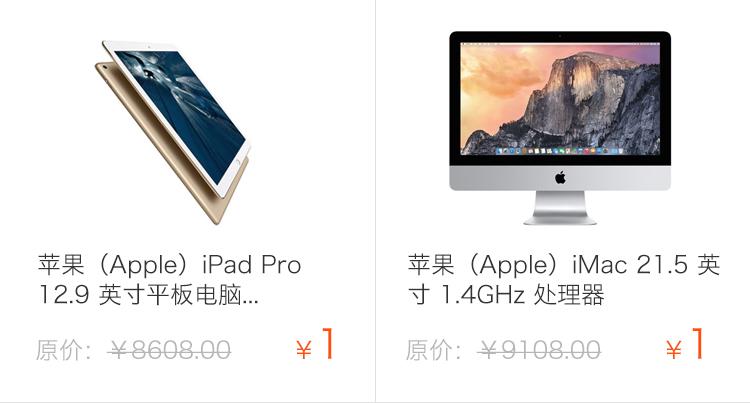 苹果（Apple）iPad Pro
12.9 英寸平板电脑...
原价：￥8608.00 ￥1
苹果（Apple）iMac 21.5 英
寸 1.4GHz 处理器
原价：￥9108.00 ￥1